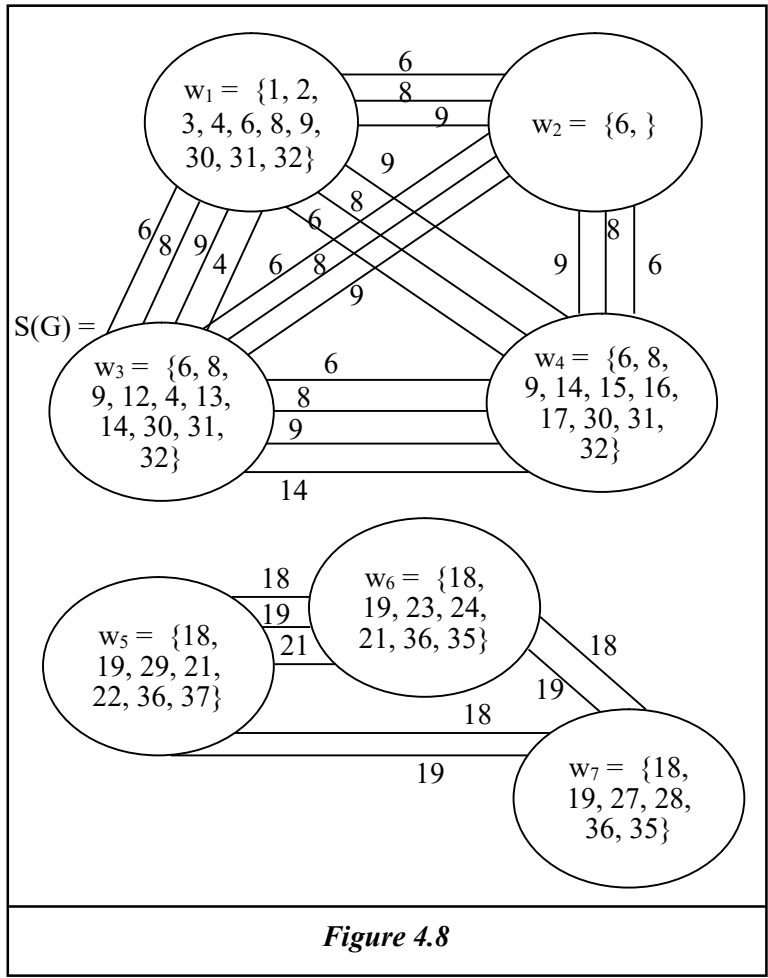 6
8
9
w₁ = {1, 2,
3, 4, 6, 8, 9,
30, 31, 32}
w₂ = {6, }
9
8
6
6
8
9
4
6
8
9
9
8
6
S(G) =
w₃ = {6, 8,
9, 12, 4, 13,
14, 30, 31,
32}
6
8
9
14
w₄ = {6, 8,
9, 14, 15, 16,
17, 30, 31,
32}
18
19
21
w₆ = {18,
19, 23, 24,
21, 36, 35}
w₅ = {18,
19, 29, 21,
22, 36, 37}
18
19
18
19
w₇ = {18,
19, 27, 28,
36, 35}
Figure 4.8